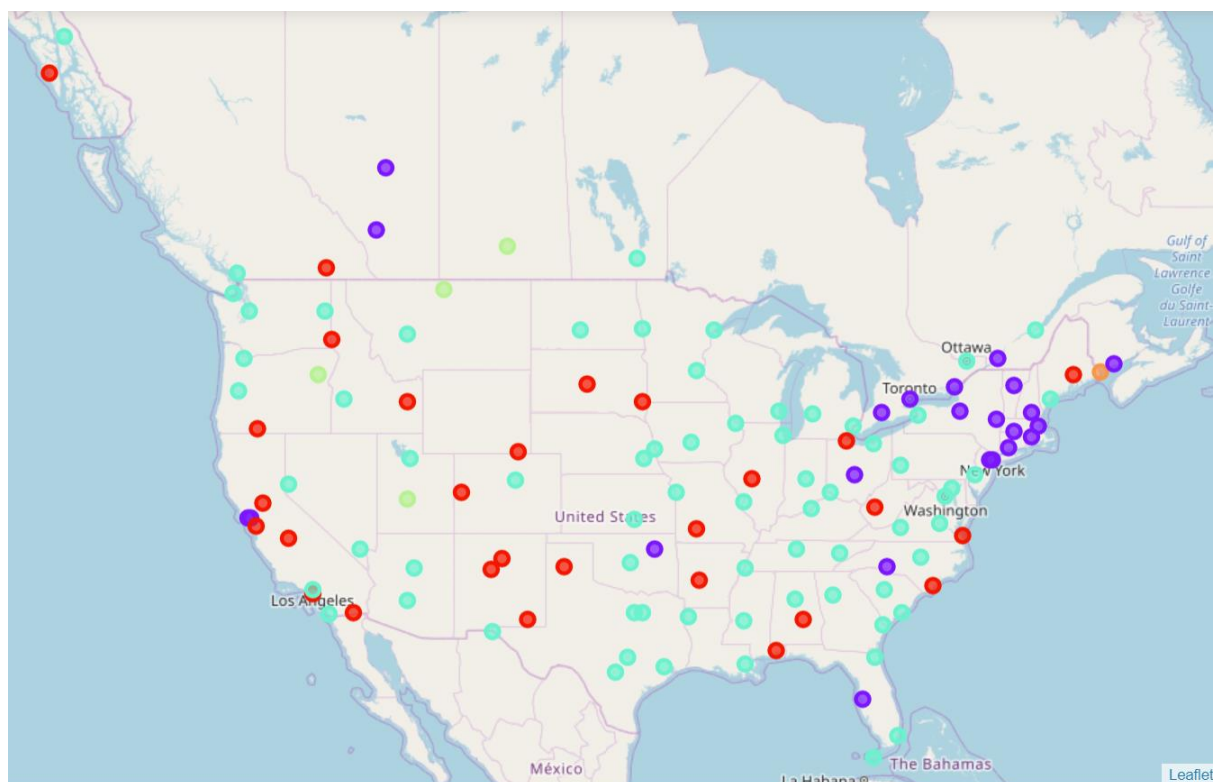 Gulf of
Saint
Lawrence
Golfe
du Saint-
Laurent
Ottawa
Toronto
New York
Washington
United States
Los Angeles
México
The Bahamas
La Habana
Leaflet